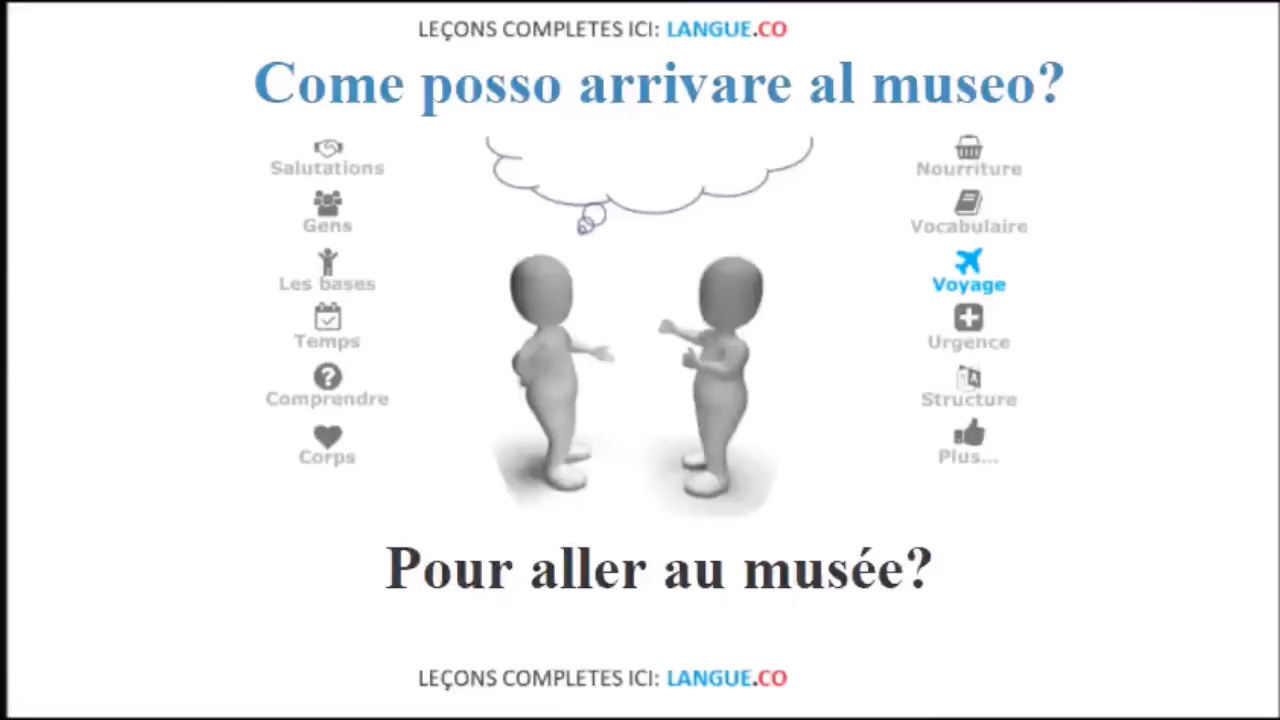 LEÇONS COMPLETES ICI: LANGUE.CO
Come posso arrivare al museo?
Salutations
Gens
Les bases
Temps
Comprendre
Corps
Nourriture
Vocabulaire
Voyage
Urgence
A
Structure
Plus...
Pour aller au musée?
LEÇONS COMPLETES ICI: LANGUE.CO